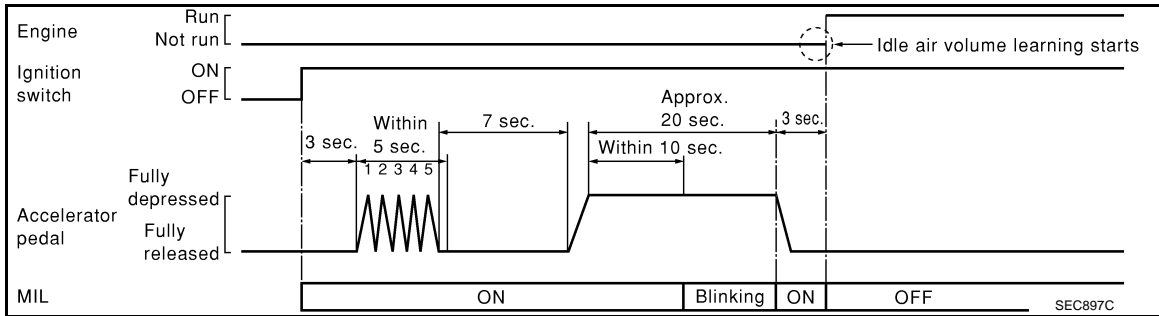 Engine
Run
Not run
Idle air volume learning starts
Ignition
switch
ON
OFF
3 sec.
Within
5 sec.
1 2 3 4 5
7 sec.
Approx.
20 sec.
Within 10 sec.
3 sec.
Accelerator
pedal
Fully
depressed
Fully
released
MIL
ON
Blinking
ON
OFF
SEC897C